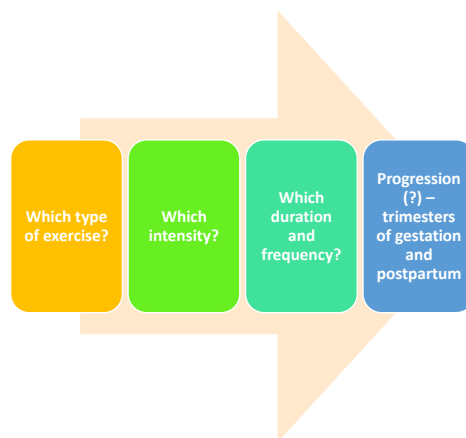 Which type
of exercise?
Which
intensity?
Which
duration
and
frequency?
Progression
(?) –
trimesters
of gestation
and
postpartum